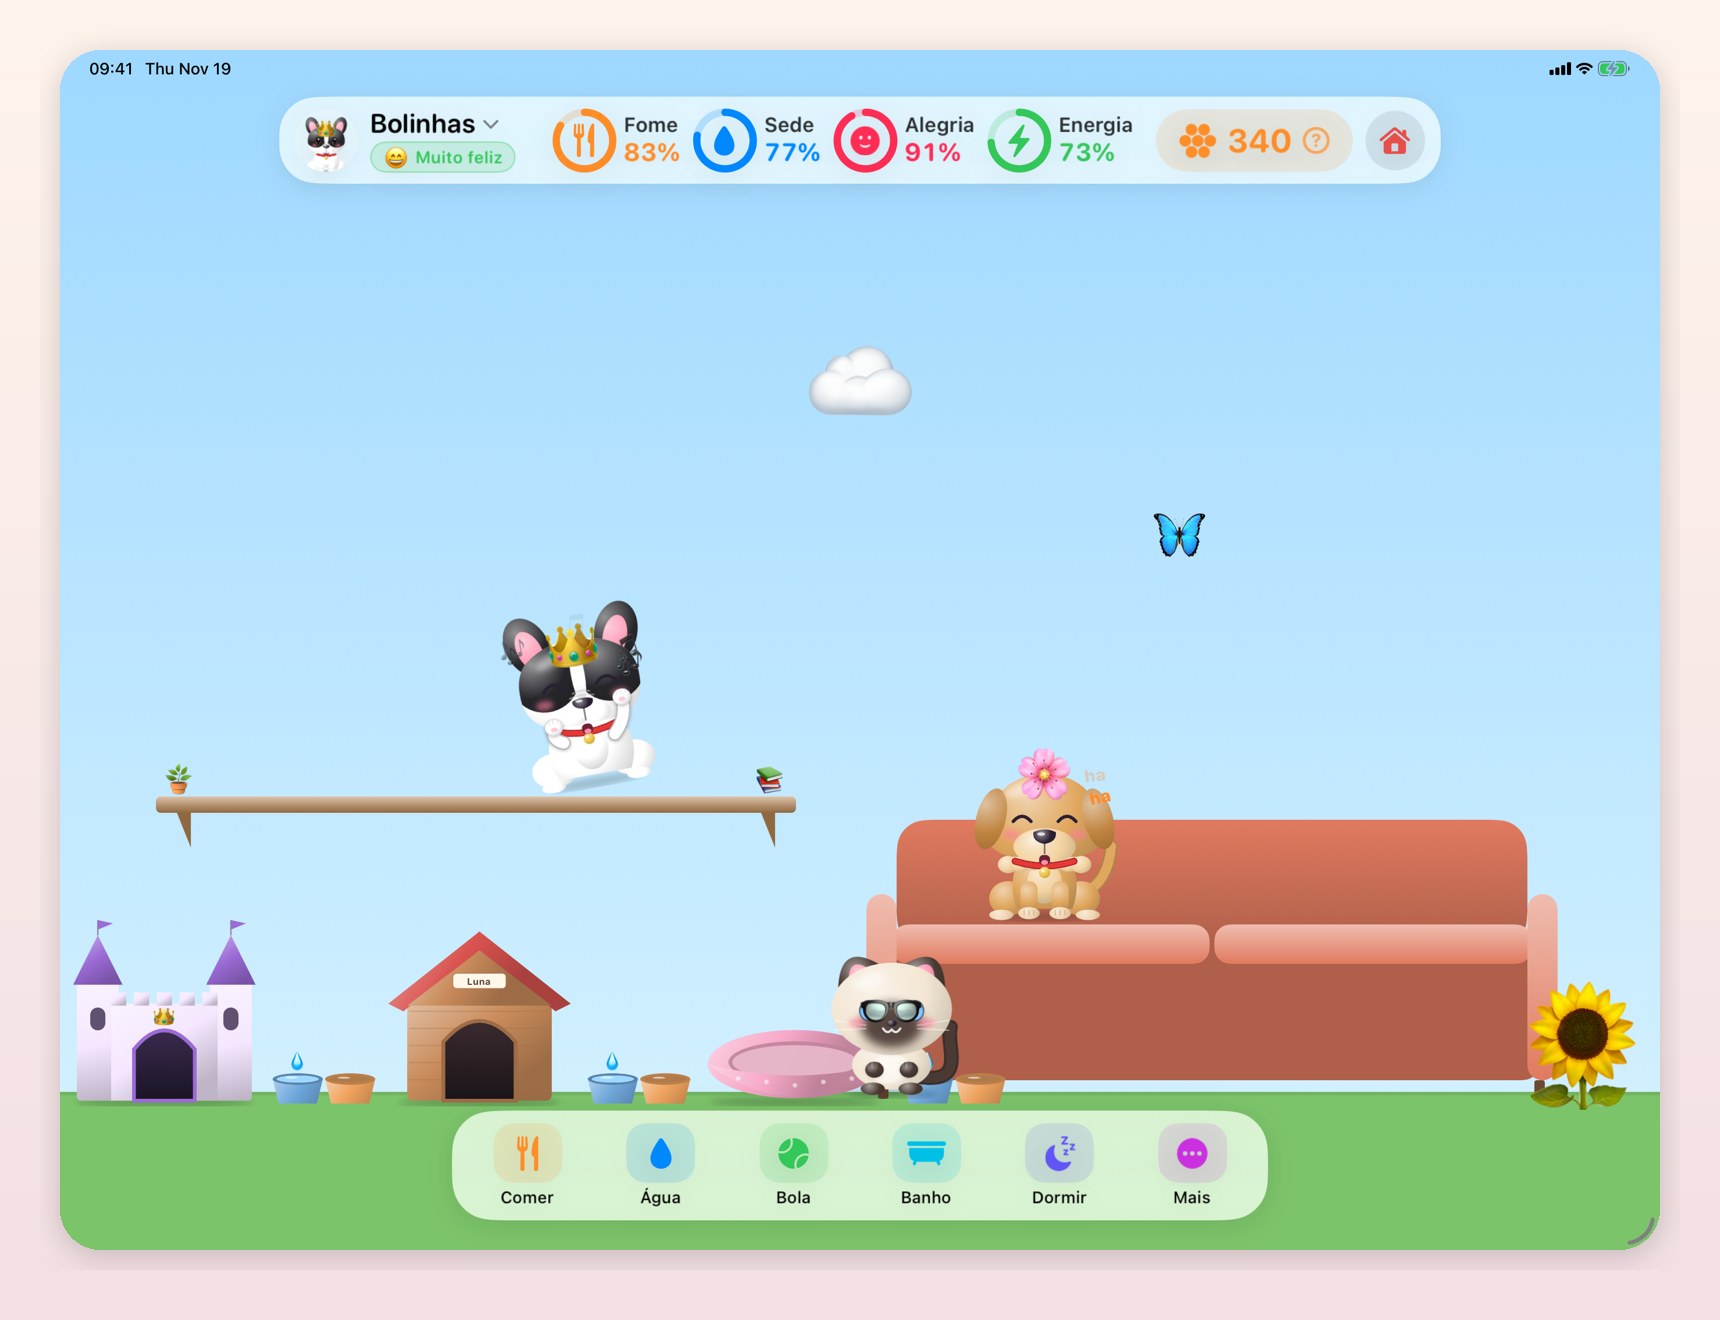 09:41 Thu Nov 19
Bolinhas
Muito feliz
Fome
83%
Sede
77%
Alegria
91%
Energia
73%
340 ?
ha
ha
Luna
Comer
Água
Bola
Banho
Dormir
Mais